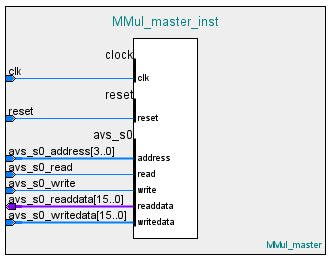 MMul_master_inst
clock
clk
clk
reset
reset
reset
avs_s0
avs_s0_address[3..0]
address
avs_s0_read
read
avs_s0_write
write
avs_s0_readdata[15..0]
readdata
avs_s0_writedata[15..0]
writedata
MMul_master